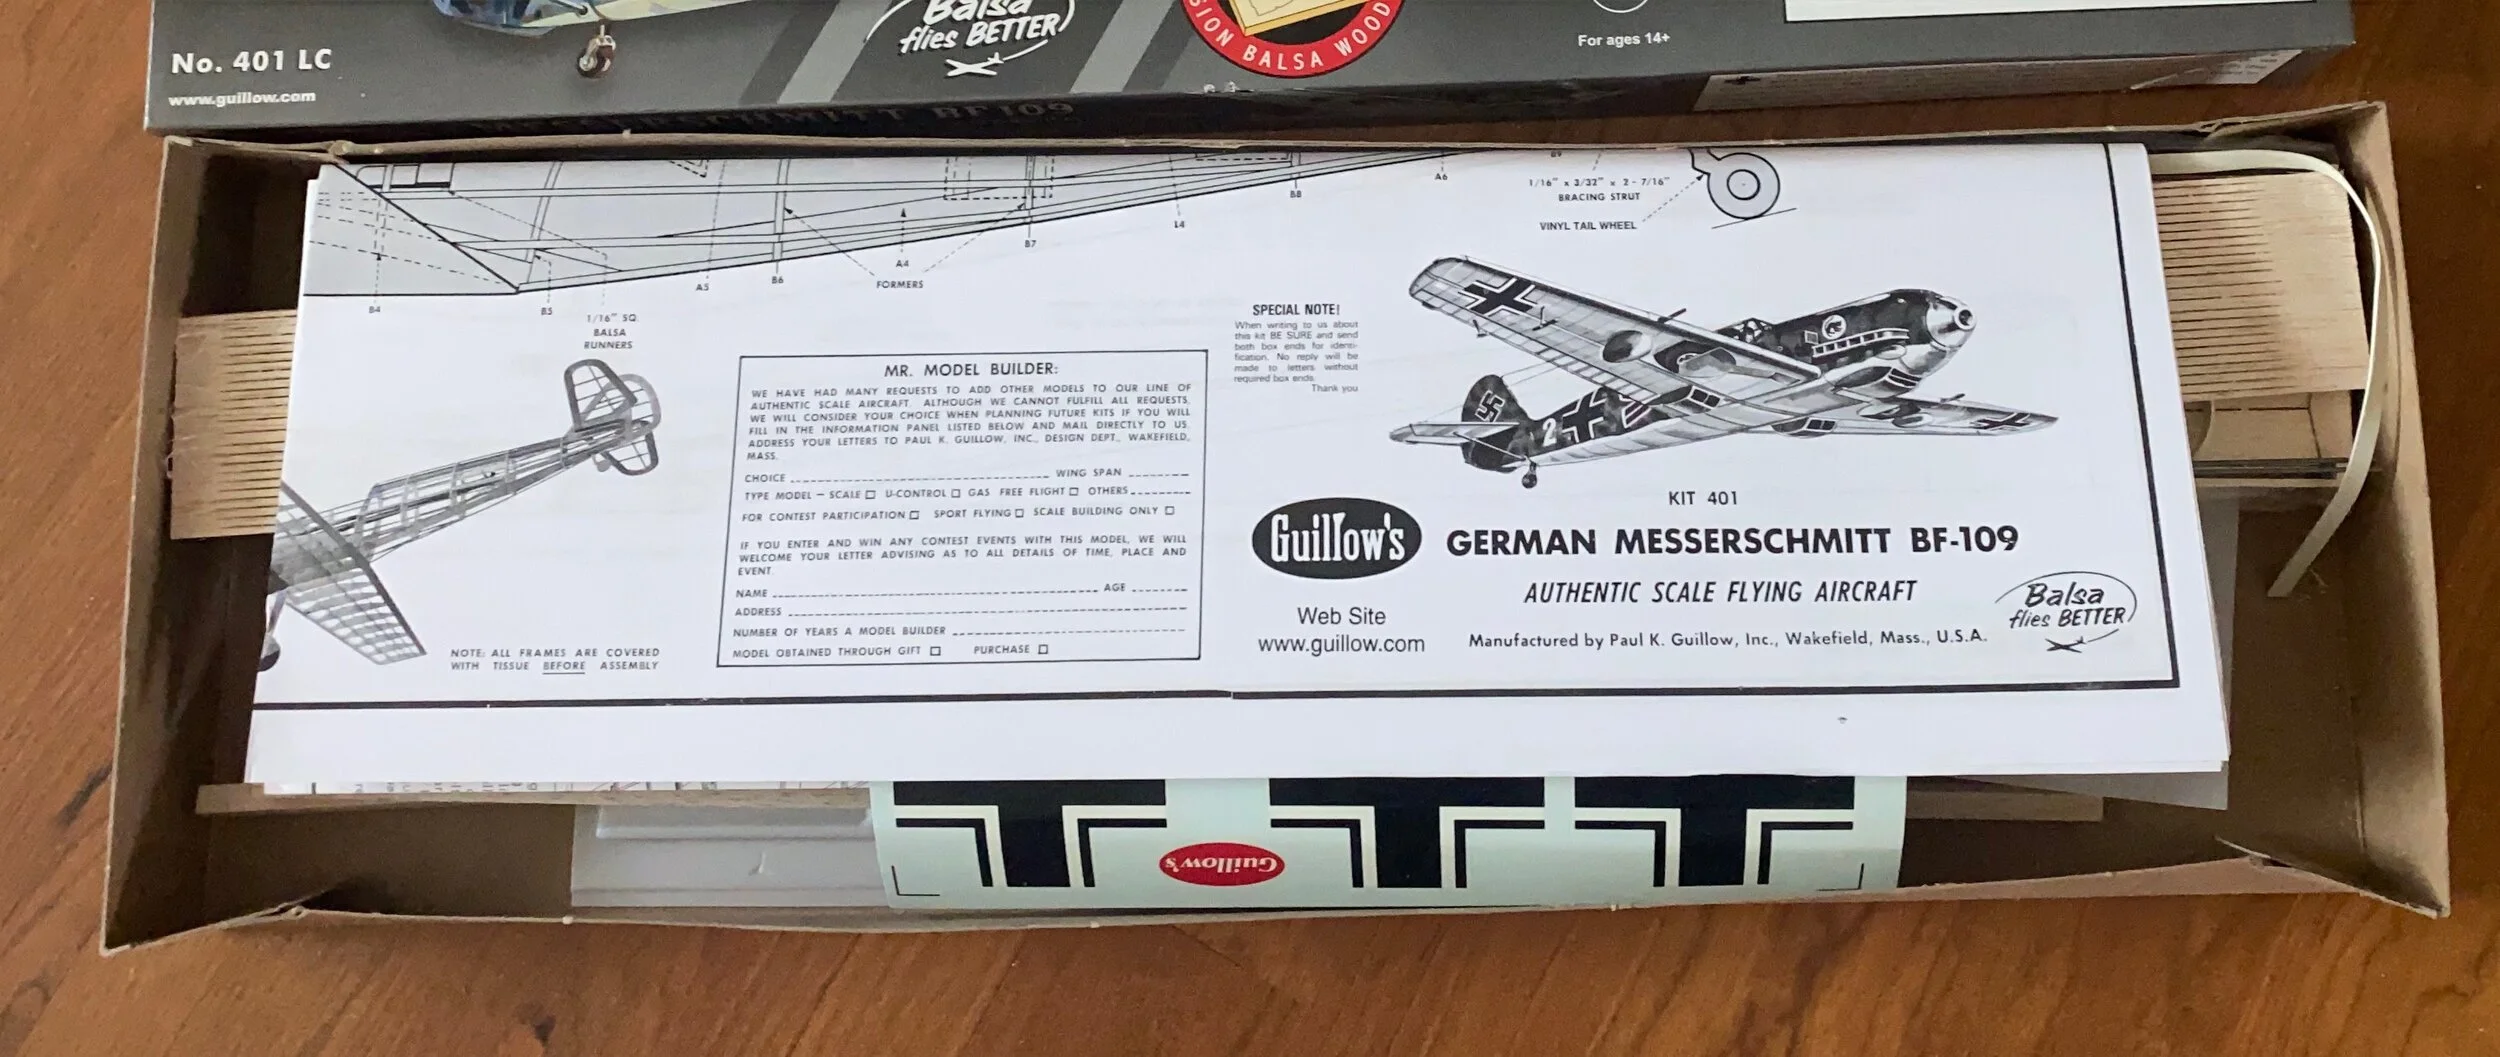 Balsa
flies BETTER
SION BALSA WOOD
For ages 14+
No. 401 LC
www.guillow.com
MESSERSCHMITT BF109
B9
A6
1/16" x 3/32" x 2 - 7/16"
BRACING STRUT
VINYL TAIL WHEEL
B8
L4
B7
A4
FORMERS
B6
A5
B5
B4
1/16" SQ.
BALSA
RUNNERS
NOTE: ALL FRAMES ARE COVERED
WITH TISSUE BEFORE ASSEMBLY
MR. MODEL BUILDER:
WE HAVE HAD MANY REQUESTS TO ADD OTHER MODELS TO OUR LINE OF
AUTHENTIC SCALE AIRCRAFT. ALTHOUGH WE CANNOT FULFILL ALL REQUESTS,
WE WILL CONSIDER YOUR CHOICE WHEN PLANNING FUTURE KITS IF YOU WILL
FILL IN THE INFORMATION PANEL LISTED BELOW AND MAIL DIRECTLY TO US.
ADDRESS YOUR LETTERS TO PAUL K. GUILLOW, INC., DESIGN DEPT., WAKEFIELD,
MASS.
CHOICE WING SPAN
TYPE MODEL — SCALE U-CONTROL GAS FREE FLIGHT OTHERS
FOR CONTEST PARTICIPATION SPORT FLYING SCALE BUILDING ONLY
IF YOU ENTER AND WIN ANY CONTEST EVENTS WITH THIS MODEL, WE WILL
WELCOME YOUR LETTER ADVISING AS TO ALL DETAILS OF TIME, PLACE AND
EVENT.
NAME AGE
ADDRESS
NUMBER OF YEARS A MODEL BUILDER
MODEL OBTAINED THROUGH GIFT PURCHASE
SPECIAL NOTE!
When writing to us about
this kit BE SURE and send
both box ends for identi-
fication. No reply will be
made to letters without
required box ends.
Thank you
2
KIT 401
Guillow's
GERMAN MESSERSCHMITT BF-109
AUTHENTIC SCALE FLYING AIRCRAFT
Web Site
www.guillow.com
Manufactured by Paul K. Guillow, Inc., Wakefield, Mass., U.S.A.
Balsa
flies BETTER
Guillow's